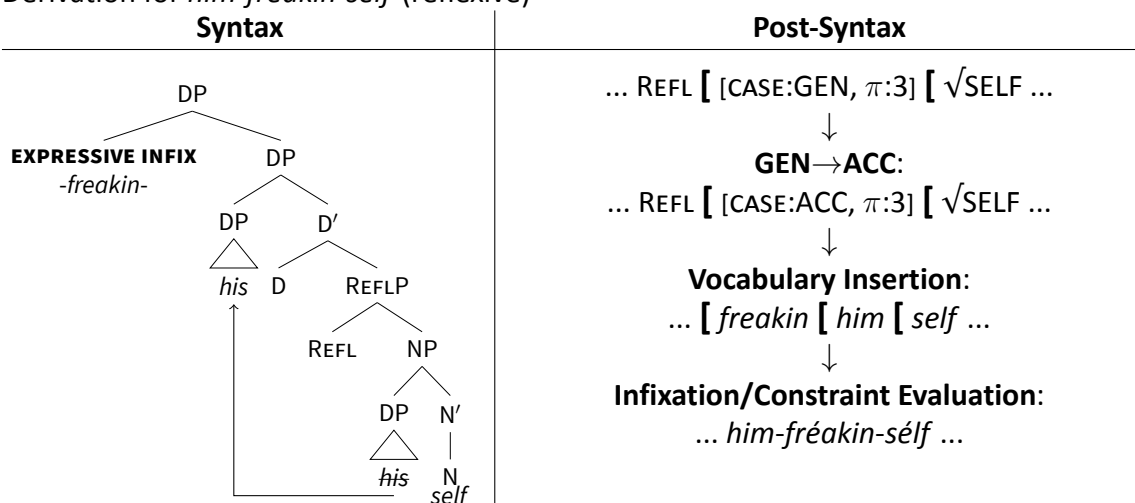 Derivation for him-freakin-self (reflexive)
Syntax
DP
EXPRESSIVE INFIX
-freakin-
DP
DP
D′
his
D
REFLP
REFL
NP
DP
N′
his
N
self
Post-Syntax
... REFL [ [CASE:GEN, π:3] [ √SELF ...
↓
GEN→ACC:
... REFL [ [CASE:ACC, π:3] [ √SELF ...
↓
Vocabulary Insertion:
... [ freakin [ him [ self ...
↓
Infixation/Constraint Evaluation:
... him-fréakin-sélf ...